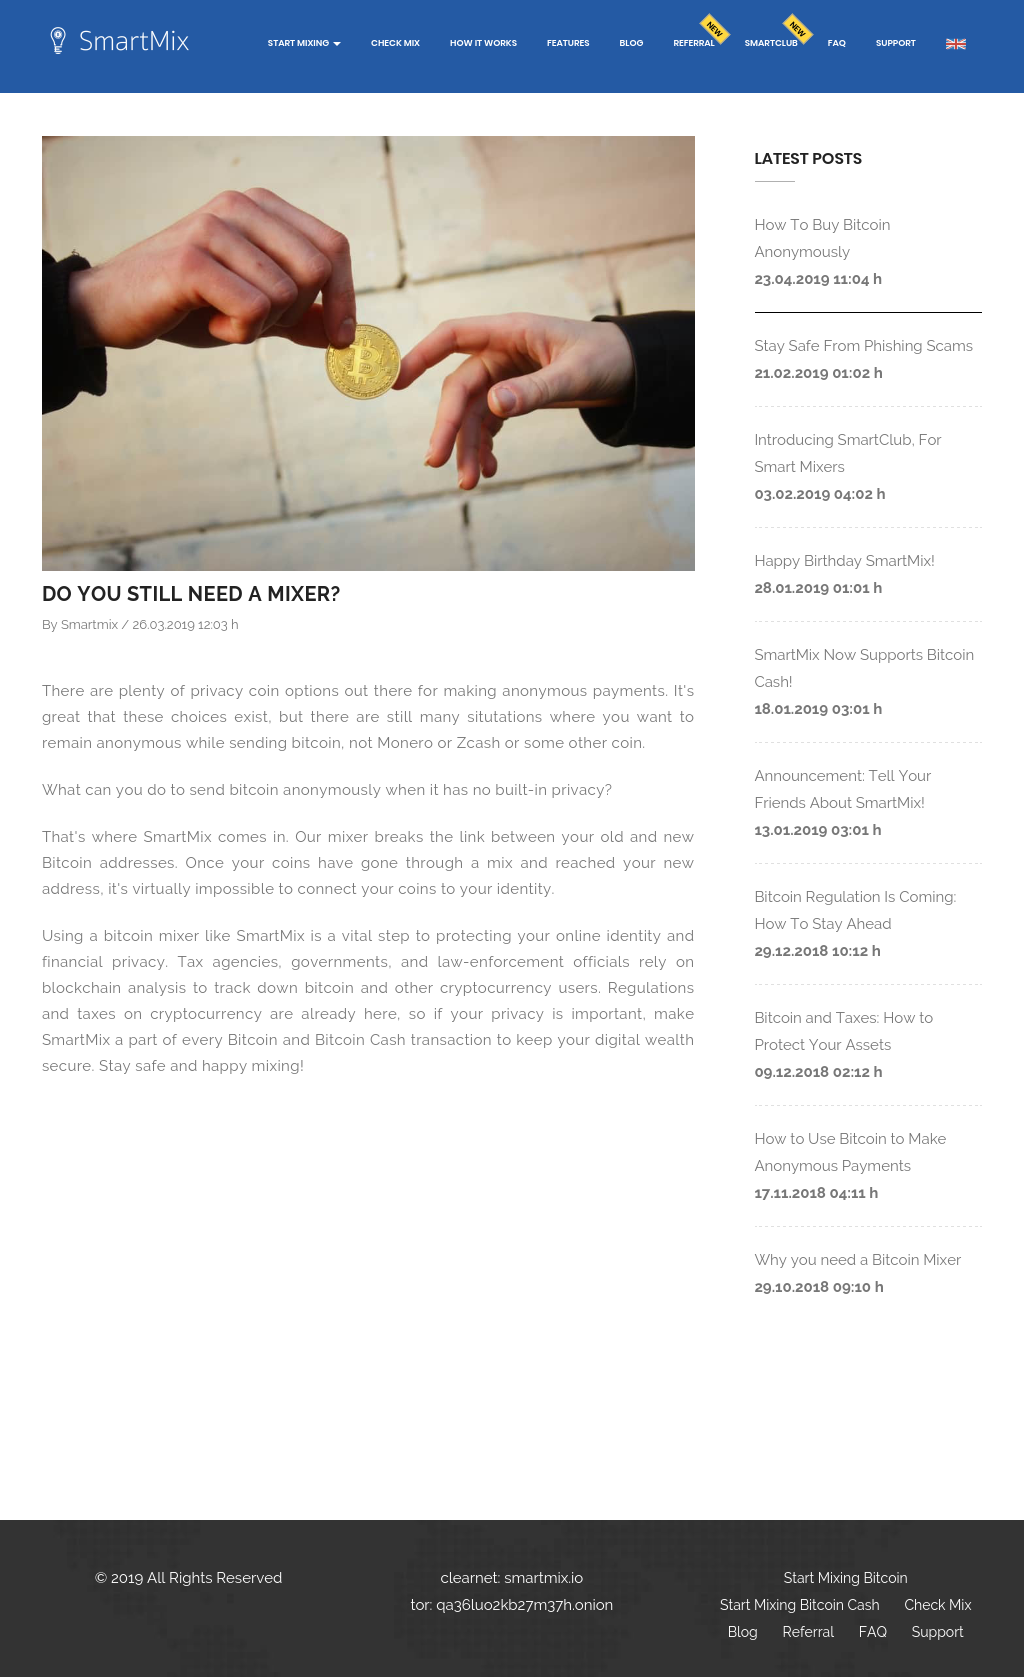 SmartMix
START MIXING
CHECK MIX
HOW IT WORKS
FEATURES
BLOG
REFERRAL
NEW
SMARTCLUB
NEW
FAQ
SUPPORT
DO YOU STILL NEED A MIXER?
By Smartmix / 26.03.2019 12:03 h
There are plenty of privacy coin options out there for making anonymous payments. It's
great that these choices exist, but there are still many situtations where you want to
remain anonymous while sending bitcoin, not Monero or Zcash or some other coin.
What can you do to send bitcoin anonymously when it has no built-in privacy?
That's where SmartMix comes in. Our mixer breaks the link between your old and new
Bitcoin addresses. Once your coins have gone through a mix and reached your new
address, it's virtually impossible to connect your coins to your identity.
Using a bitcoin mixer like SmartMix is a vital step to protecting your online identity and
financial privacy. Tax agencies, governments, and law-enforcement officials rely on
blockchain analysis to track down bitcoin and other cryptocurrency users. Regulations
and taxes on cryptocurrency are already here, so if your privacy is important, make
SmartMix a part of every Bitcoin and Bitcoin Cash transaction to keep your digital wealth
secure. Stay safe and happy mixing!
LATEST POSTS
How To Buy Bitcoin
Anonymously
23.04.2019 11:04 h
Stay Safe From Phishing Scams
21.02.2019 01:02 h
Introducing SmartClub, For
Smart Mixers
03.02.2019 04:02 h
Happy Birthday SmartMix!
28.01.2019 01:01 h
SmartMix Now Supports Bitcoin
Cash!
18.01.2019 03:01 h
Announcement: Tell Your
Friends About SmartMix!
13.01.2019 03:01 h
Bitcoin Regulation Is Coming:
How To Stay Ahead
29.12.2018 10:12 h
Bitcoin and Taxes: How to
Protect Your Assets
09.12.2018 02:12 h
How to Use Bitcoin to Make
Anonymous Payments
17.11.2018 04:11 h
Why you need a Bitcoin Mixer
29.10.2018 09:10 h
© 2019 All Rights Reserved
clearnet: smartmix.io
tor: qa36luo2kb27m37h.onion
Start Mixing Bitcoin
Start Mixing Bitcoin Cash Check Mix
Blog Referral FAQ Support